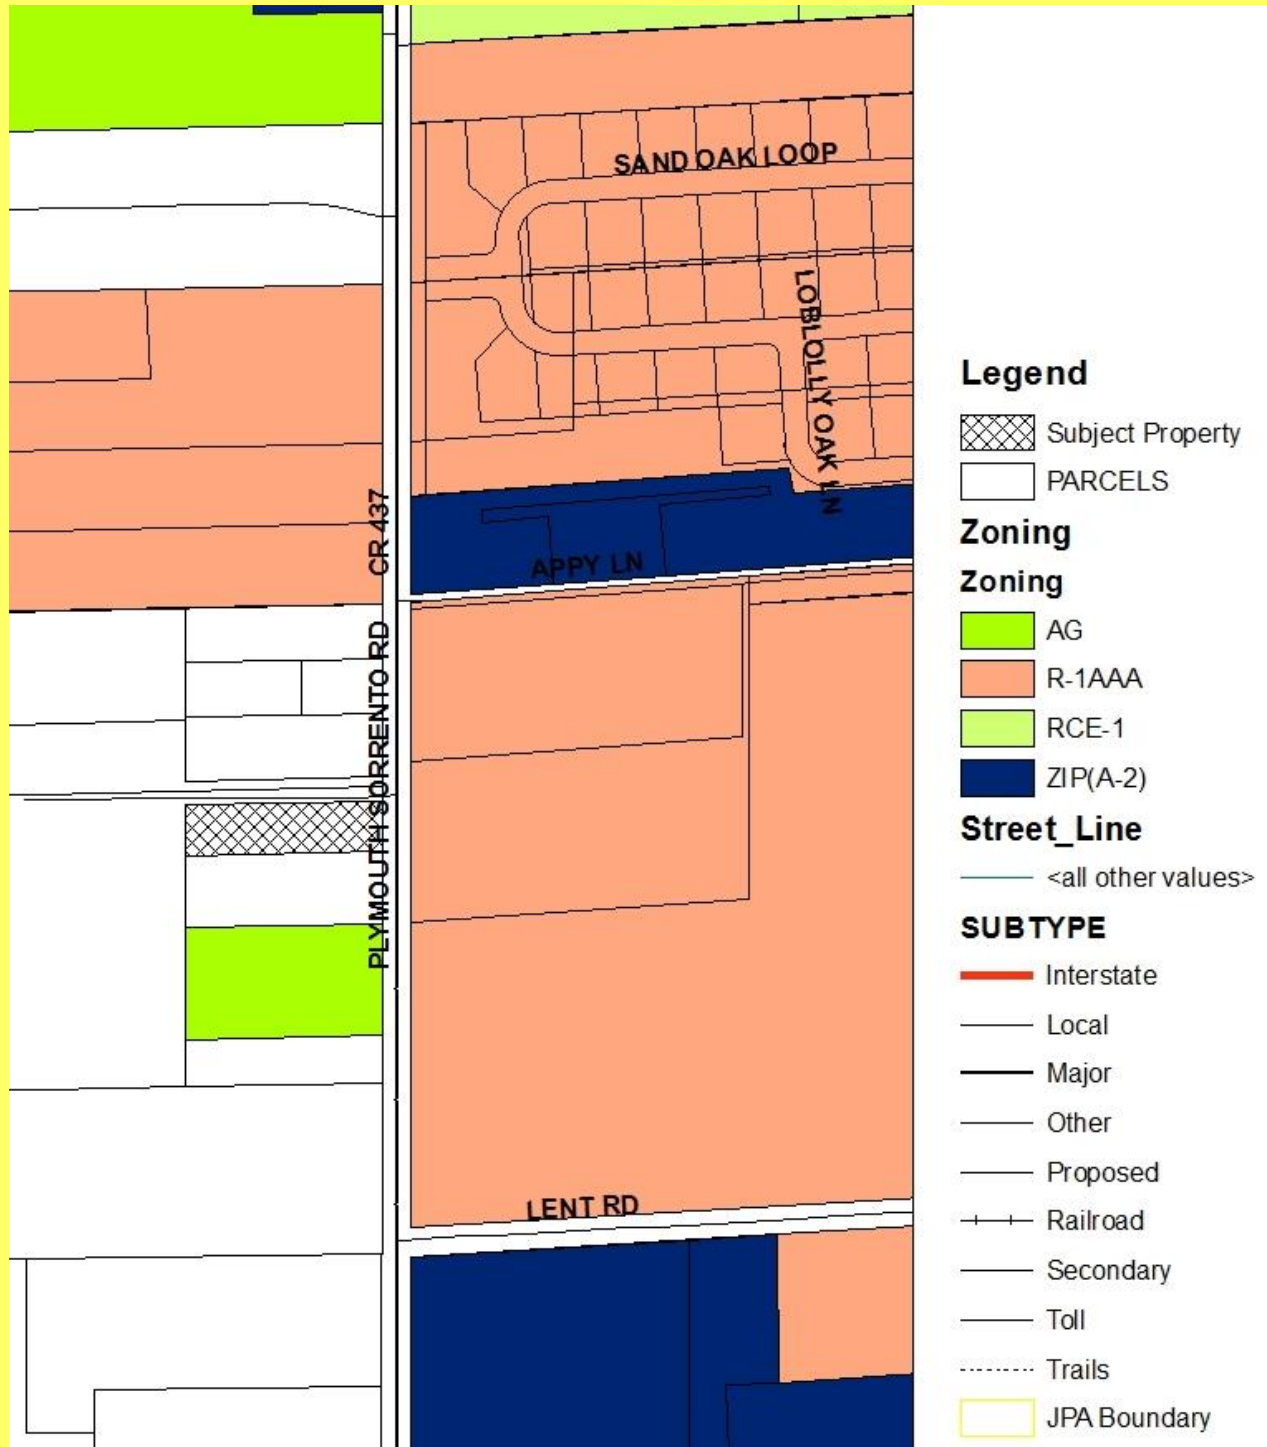 SAND OAK LOOP
LOBLOLLY OAK LN
CR 437
APPY LN
PLYMOUTH SORRENTO RD
LENT RD
Legend
Subject Property
PARCELS
Zoning
Zoning
AG
R-1AAA
RCE-1
ZIP(A-2)
Street_Line
<all other values>
SUBTYPE
Interstate
Local
Major
Other
Proposed
Railroad
Secondary
Toll
Trails
JPA Boundary